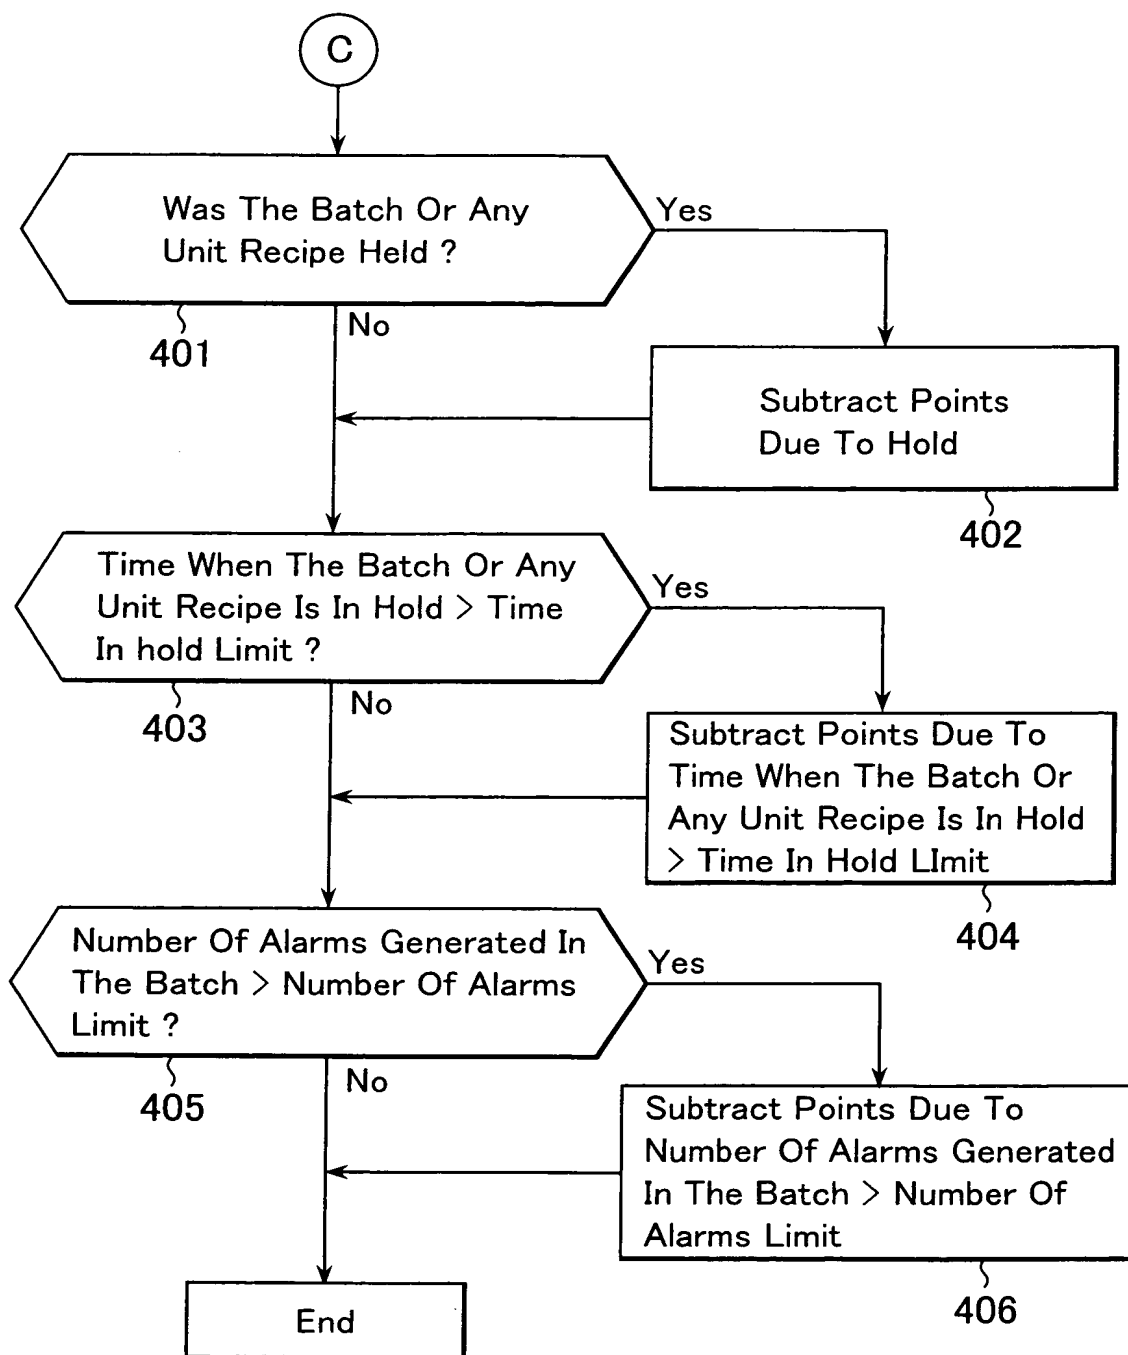 C
Was The Batch Or Any
Unit Recipe Held ?
Yes
No
401
Subtract Points
Due To Hold
402
Time When The Batch Or Any
Unit Recipe Is In Hold > Time
In hold Limit ?
Yes
No
403
Subtract Points Due To
Time When The Batch Or
Any Unit Recipe Is In Hold
> Time In Hold LImit
404
Number Of Alarms Generated In
The Batch > Number Of Alarms
Limit ?
Yes
No
405
Subtract Points Due To
Number Of Alarms Generated
In The Batch > Number Of
Alarms Limit
406
End